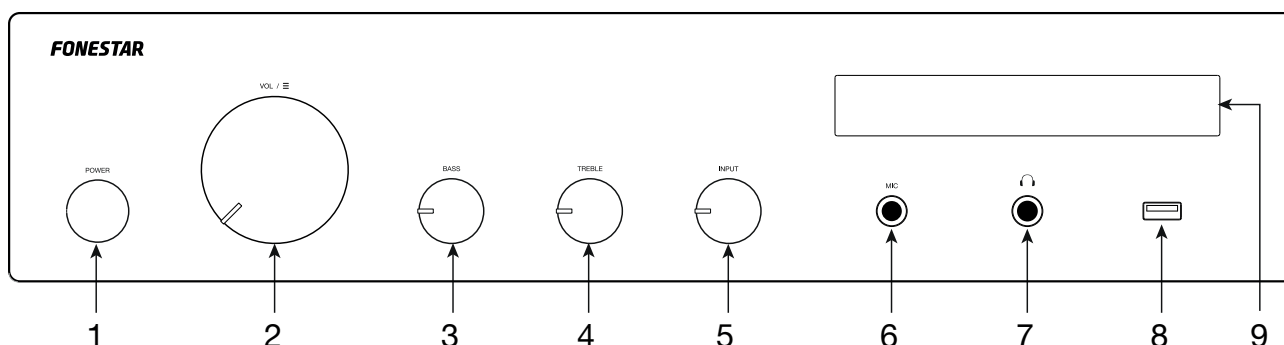 FONESTAR
VOL / ☰
POWER
BASS
TREBLE
INPUT
MIC
1 2 3 4 5 6 7 8 9